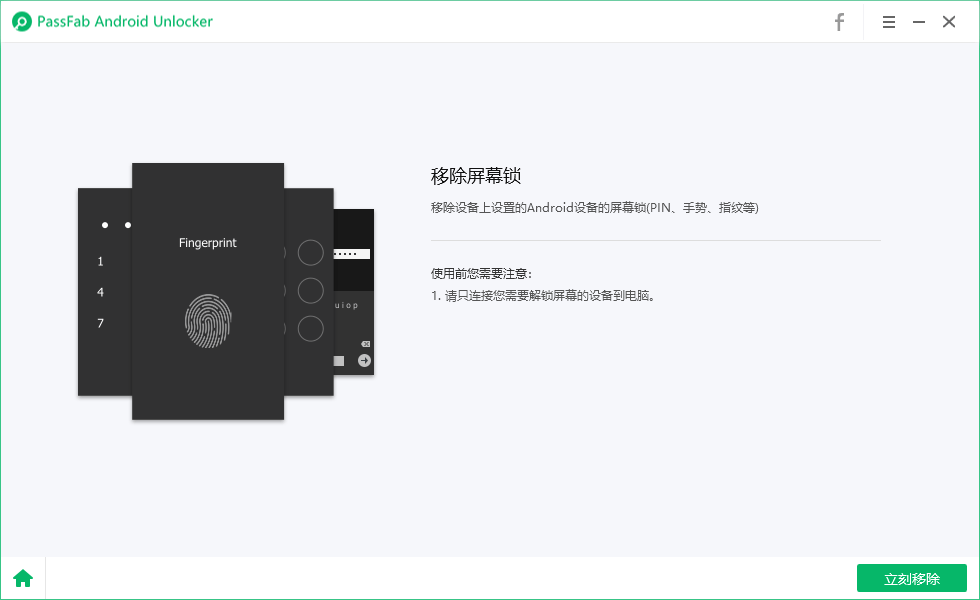 PassFab Android Unlocker
移除屏幕锁
移除设备上设置的Android设备的屏幕锁(PIN、手势、指纹等)
使用前您需要注意：
1. 请只连接您需要解锁屏幕的设备到电脑。
Fingerprint
1
4
7
u i o p
立刻移除